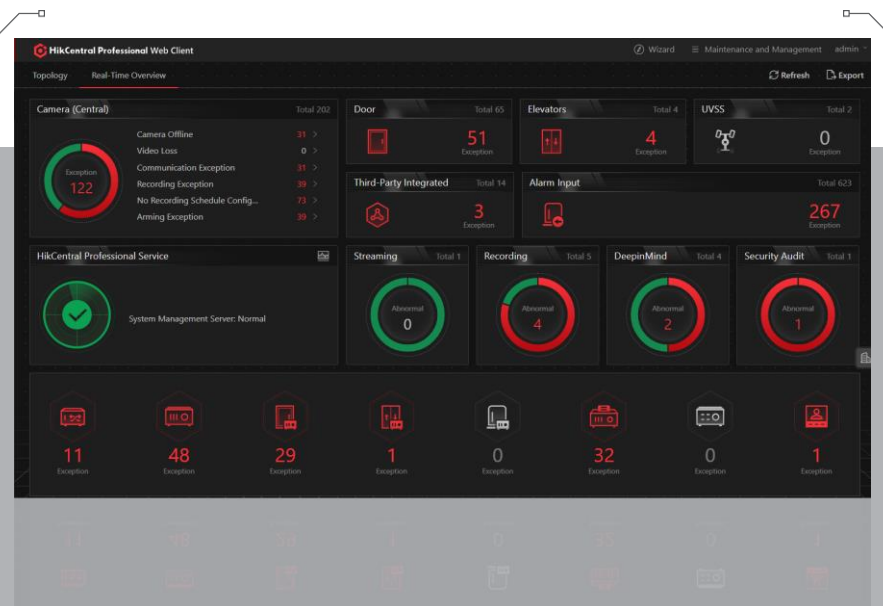 HikCentral Professional Web Client
Wizard
Maintenance and Management
admin
Topology
Real-Time Overview
Refresh
Export
Camera (Central)
Total 202
Exception
122
Camera Offline 31 >
Video Loss 0 >
Communication Exception 31 >
Recording Exception 39 >
No Recording Schedule Config... 73 >
Arming Exception 39 >
Door
Total 65
51
Exception
Elevators
Total 4
4
Exception
UVSS
Total 2
0
Exception
Third-Party Integrated
Total 14
3
Exception
Alarm Input
Total 623
267
Exception
HikCentral Professional Service
System Management Server: Normal
Streaming
Total 1
Abnormal
0
Recording
Total 5
Abnormal
4
DeepinMind
Total 4
Abnormal
2
Security Audit
Total 1
Abnormal
1
11
Exception
48
Exception
29
Exception
1
Exception
0
Exception
32
Exception
0
Exception
1
Exception